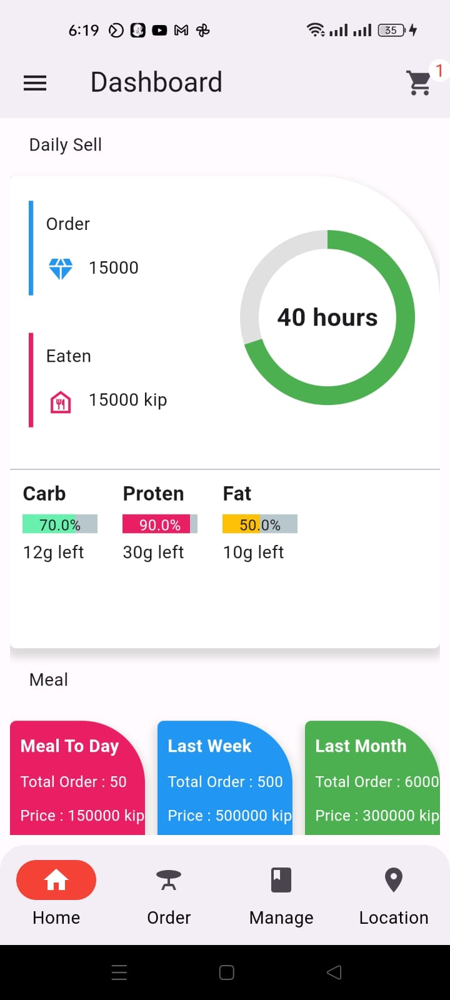 6:19
35
Dashboard
1
Daily Sell
Order
15000
40 hours
Eaten
15000 kip
Carb
Proten
Fat
70.0%
90.0%
50.0%
12g left
30g left
10g left
Meal
Meal To Day
Total Order : 50
Price : 150000 kip
Last Week
Total Order : 500
Price : 500000 kip
Last Month
Total Order : 6000
Price : 300000 kip
Home
Order
Manage
Location